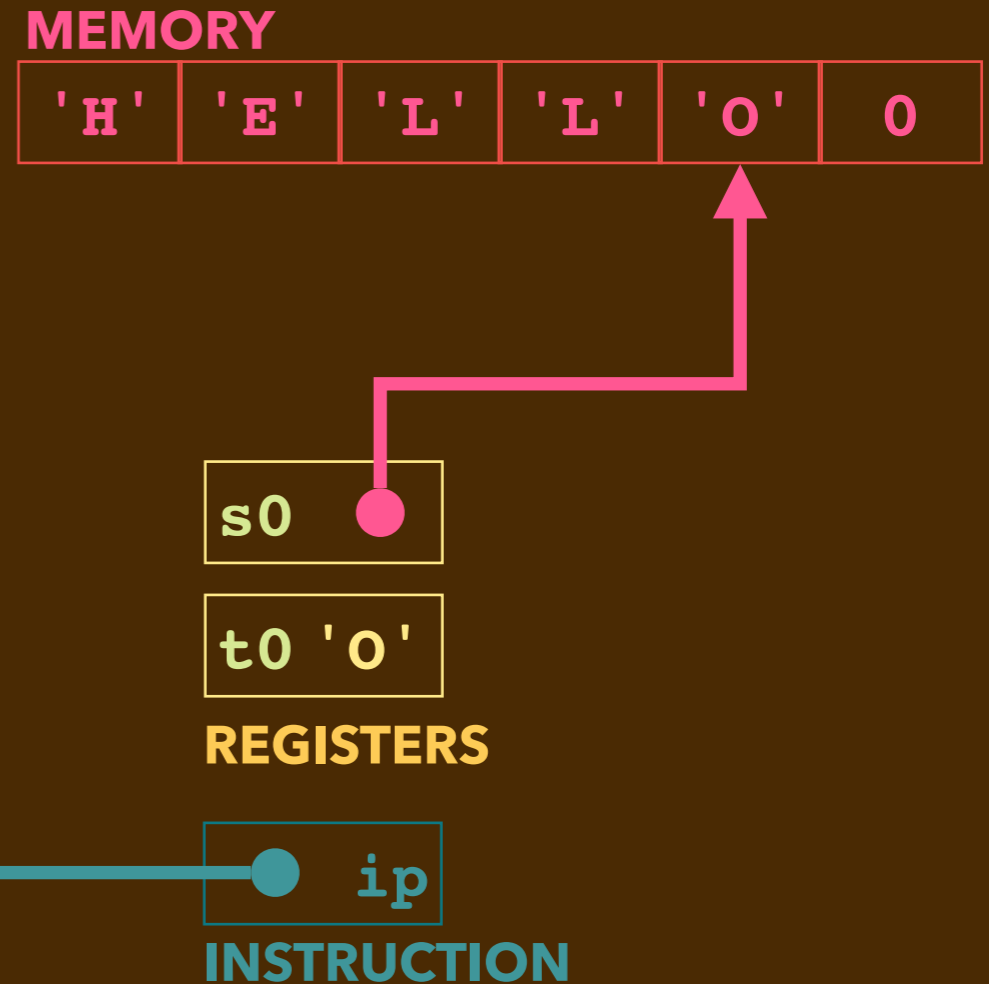 MEMORY
'H' 'E' 'L' 'L' 'O' 0
s0
t0 'O'
REGISTERS
ip
INSTRUCTION